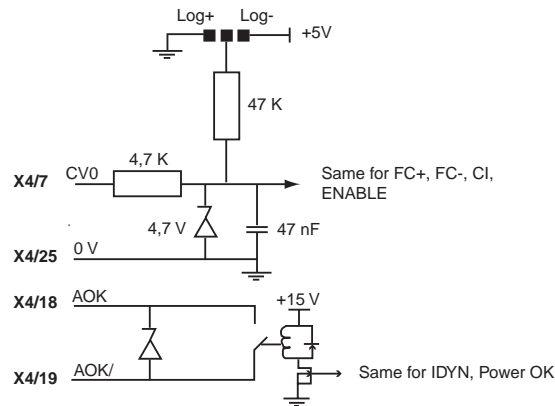 Log+ Log-
+5V
47 K
4,7 K
X4/7 CV0
Same for FC+, FC-, CI,
ENABLE
4,7 V
47 nF
X4/25 0 V
X4/18 AOK
+15 V
X4/19 AOK/
Same for IDYN, Power OK